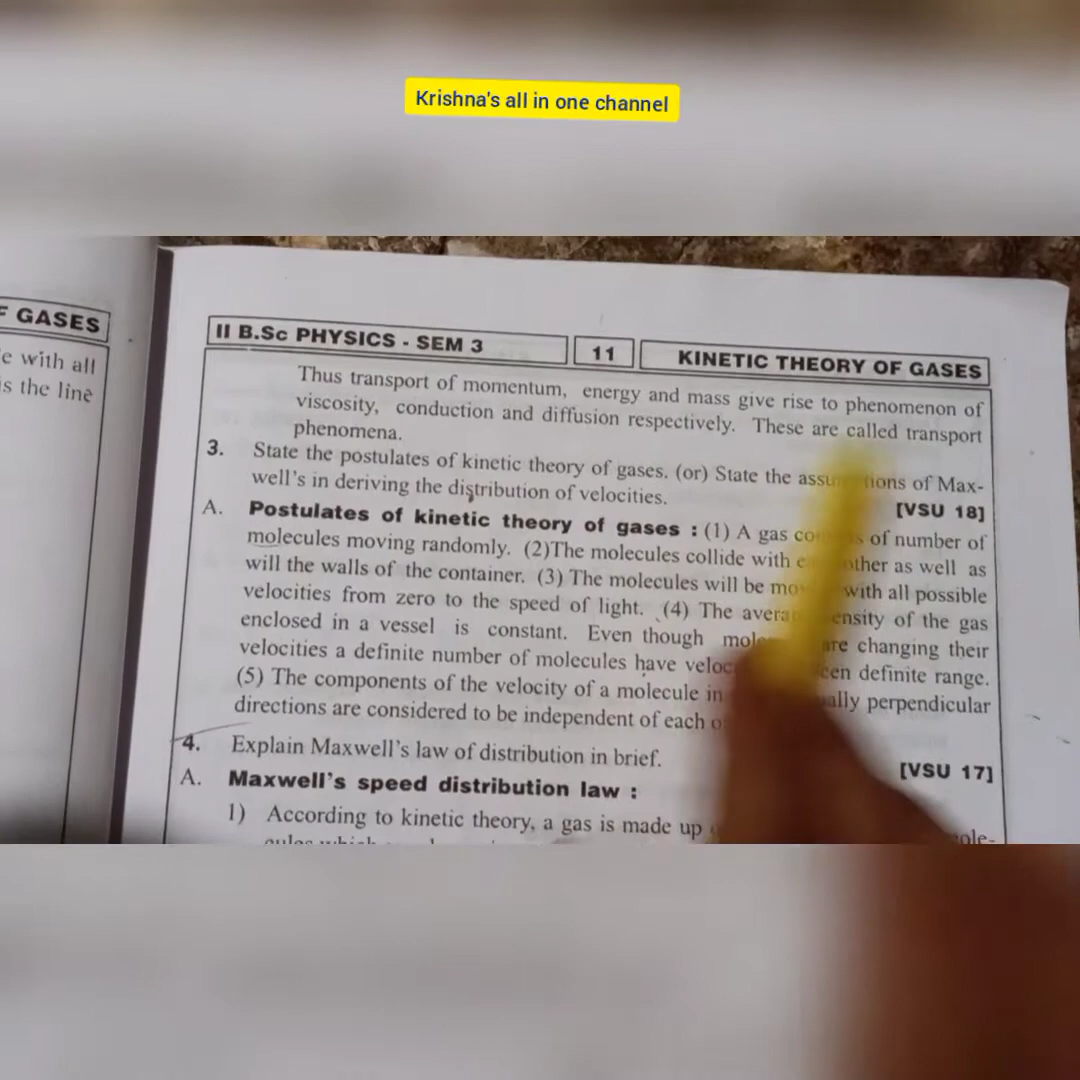 Krishna's all in one channel
F GASES
e with all
is the line
II B.Sc PHYSICS - SEM 3
11
KINETIC THEORY OF GASES
Thus transport of momentum, energy and mass give rise to phenomenon of
viscosity, conduction and diffusion respectively. These are called transport
phenomena.
3. State the postulates of kinetic theory of gases. (or) State the of Max-
well's in deriving the distribution of velocities.
[VSU 18]
A. Postulates of kinetic theory of gases : (1) A gas of number of
molecules moving randomly. (2)The molecules collide with other as well as
will the walls of the container. (3) The molecules will be with all possible
velocities from zero to the speed of light. (4) The of the gas
enclosed in a vessel is constant. Even though are changing their
velocities a definite number of molecules have definite range.
(5) The components of the velocity of a molecule in perpendicular
directions are considered to be independent of each
4. Explain Maxwell's law of distribution in brief.
[VSU 17]
A. Maxwell's speed distribution law :
1) According to kinetic theory, a gas is made up